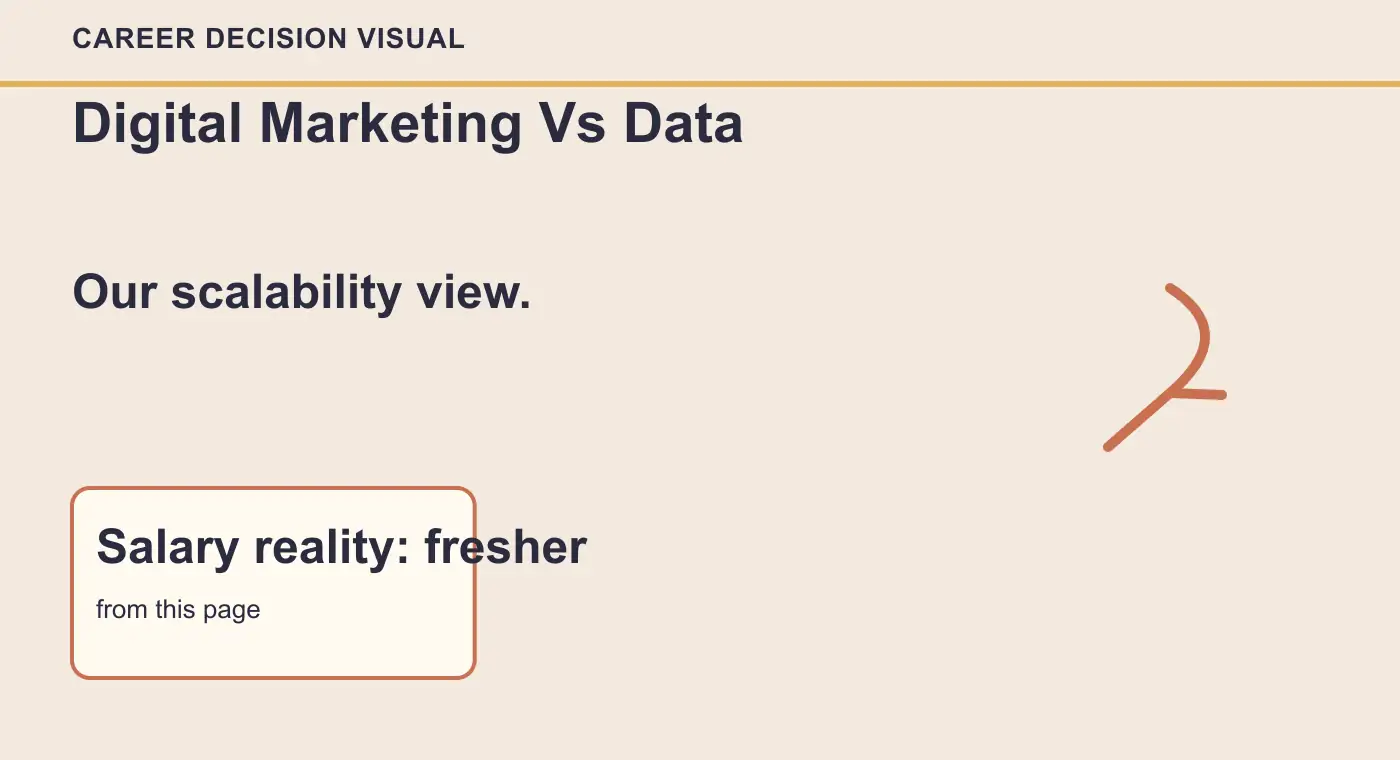 CAREER DECISION VISUAL
Digital Marketing Vs Data
Our scalability view.
Salary reality: fresher
from this page